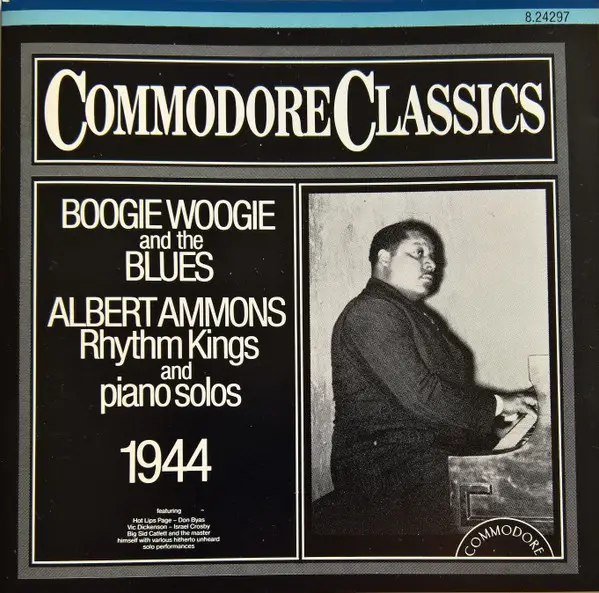 8.24297
COMMODORE CLASSICS
BOOGIE WOOGIE
and the
BLUES
ALBERT AMMONS
Rhythm Kings
and
piano solos
1944
featuring
Hot Lips Page – Don Byas
Vic Dickenson – Israel Crosby
Big Sid Catlett and the master
himself with various hitherto unheard
solo performances
COMMODORE